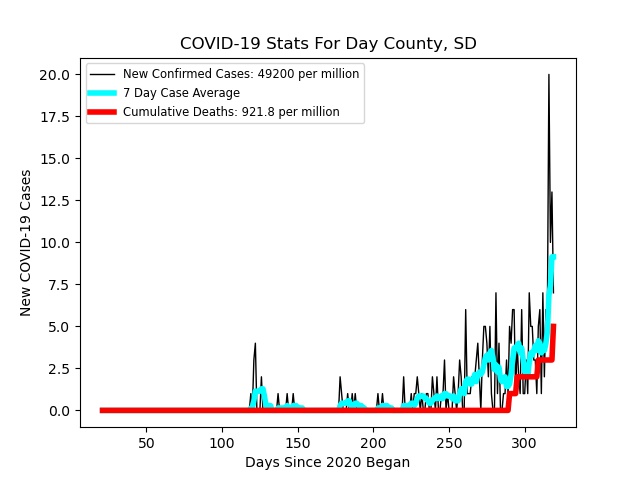 COVID-19 Stats For Day County, SD
New Confirmed Cases: 49200 per million
7 Day Case Average
Cumulative Deaths: 921.8 per million
New COVID-19 Cases
20.0
17.5
15.0
12.5
10.0
7.5
5.0
2.5
0.0
50 100 150 200 250 300
Days Since 2020 Began